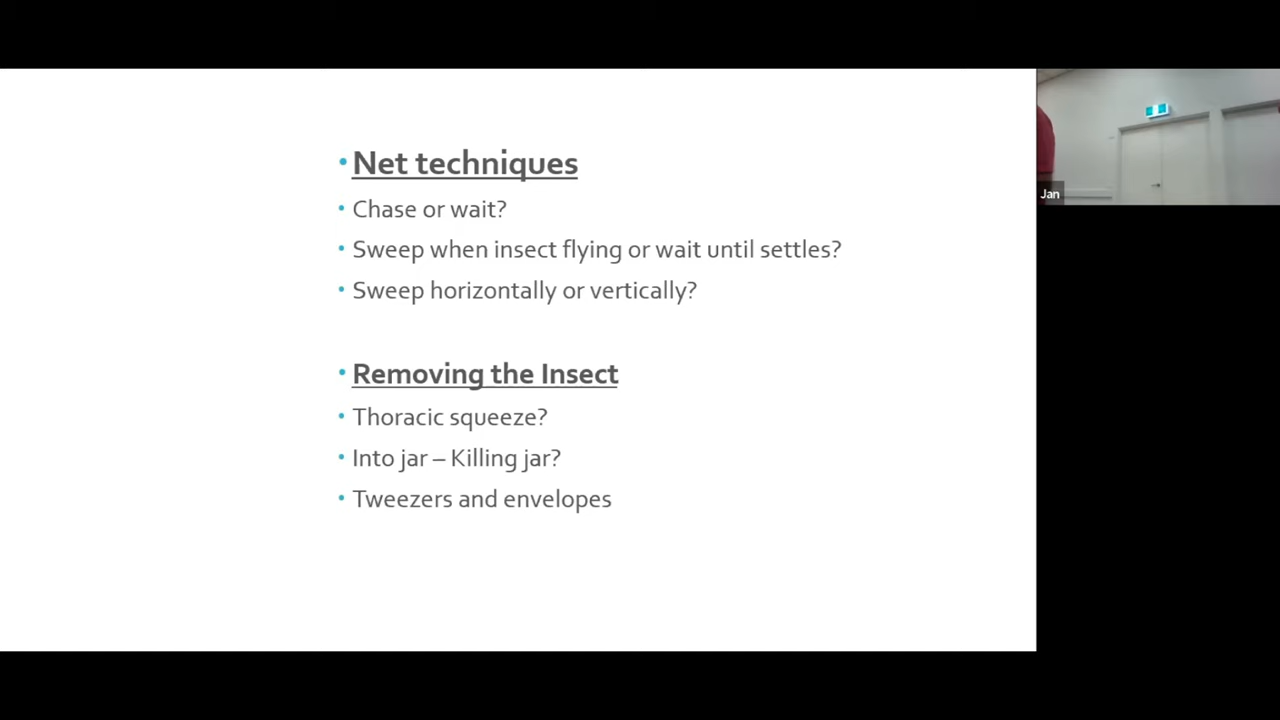 • Net techniques
• Chase or wait?
• Sweep when insect flying or wait until settles?
• Sweep horizontally or vertically?
• Removing the Insect
• Thoracic squeeze?
• Into jar – Killing jar?
• Tweezers and envelopes
Jan